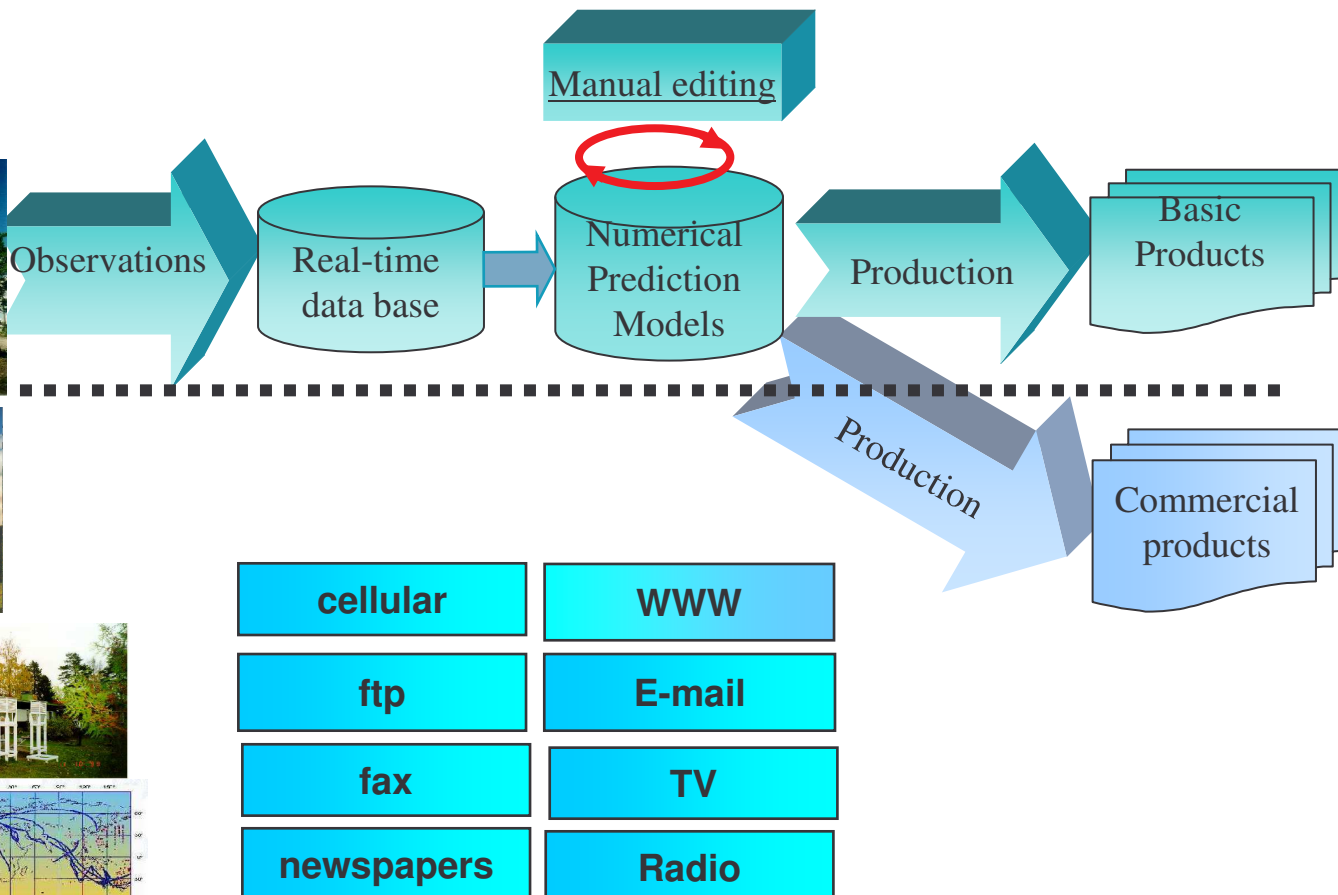 Manual editing
Observations
Real-time
data base
Numerical
Prediction
Models
Production
Basic
Products
Production
Commercial
products
cellular
WWW
ftp
E-mail
fax
TV
newspapers
Radio